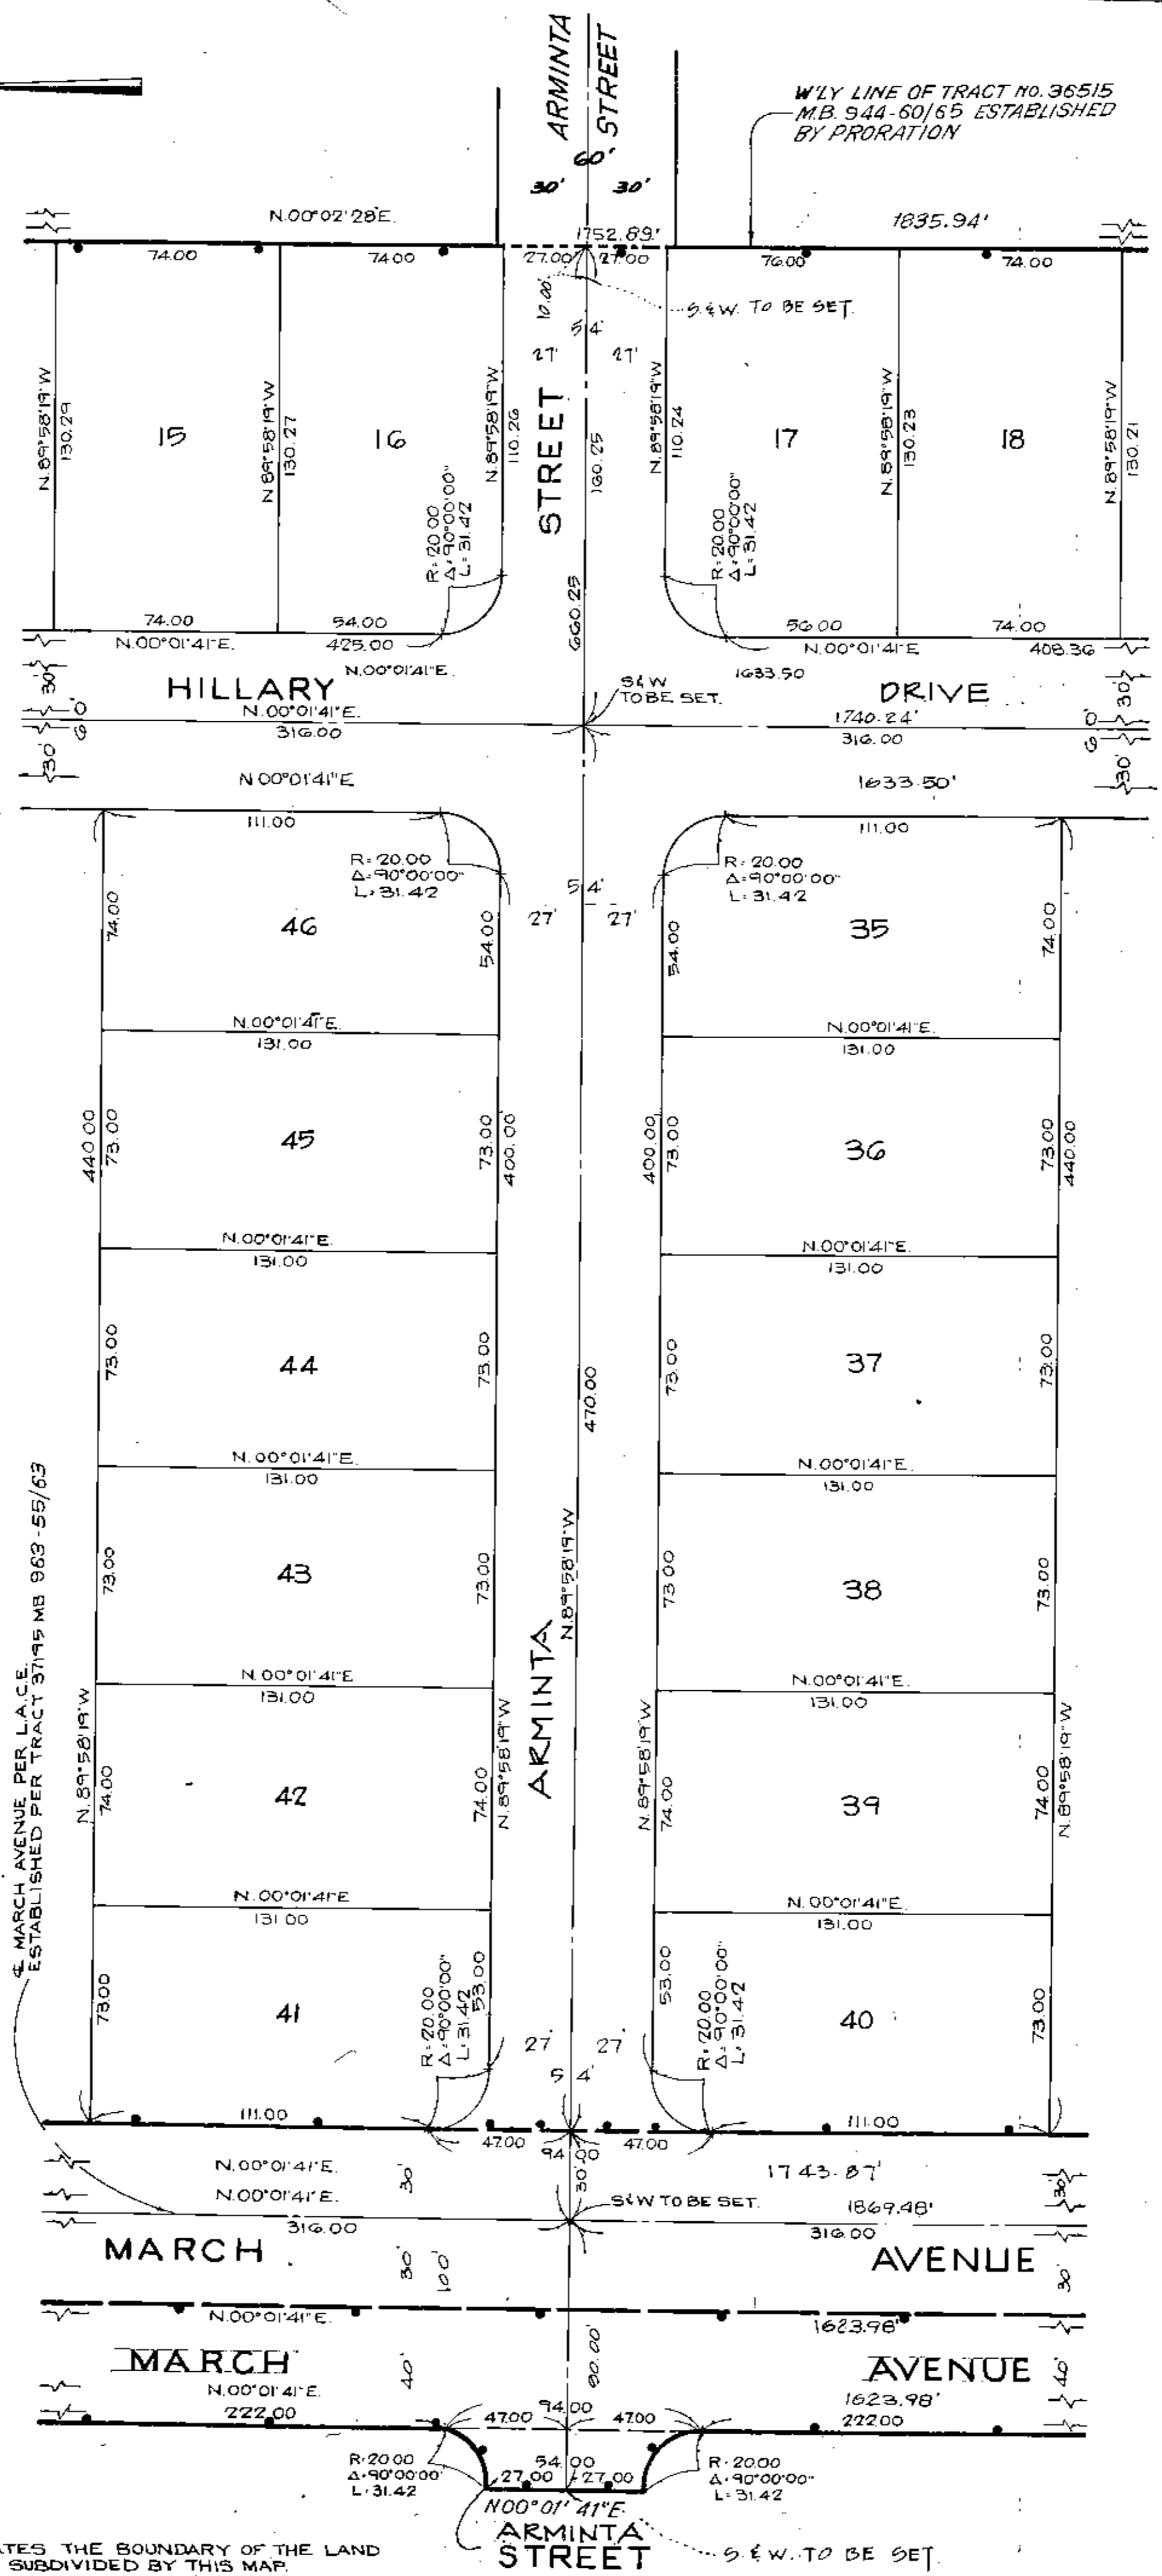 ARMINTA
STREET
60'
30' 30'
W'LY LINE OF TRACT NO. 36515
M.B. 944-60/65 ESTABLISHED
BY PRORATION
N.00°02'28"E.
1752.89'
1835.94'
74.00
74.00
27.00' 27.00
76.00
74.00
10.00'
S.&W. TO BE SET.
54'
27' 27'
N.89°58'19"W
130.29
15
N.89°58'19"W
130.27
16
N.89°58'19"W
110.26
STREET
160.25
N.89°58'19"W
110.24
17
N.89°58'19"W
130.23
18
N.89°58'19"W
130.21
R=20.00
Δ=90°00'00"
L=31.42
R=20.00
Δ=90°00'00"
L=31.42
660.25
74.00
54.00
56.00
74.00
N.00°01'41"E.
425.00
N.00°01'41"E
408.36
N.00°01'41"E.
1633.50
HILLARY
DRIVE
S&W
TO BE SET.
30'
60'
30'
30'
60'
30'
N.00°01'41"E.
1740.24'
316.00
316.00
N 00°01'41"E
1633.50'
111.00
111.00
R=20.00
Δ=90°00'00"
L=31.42
R=20.00
Δ=90°00'00"
L=31.42
54'
27' 27'
74.00
46
54.00
54.00
35
74.00
N.00°01'41"E.
131.00
N.00°01'41"E.
131.00
440.00
73.00
45
73.00
400.00
400.00
73.00
36
73.00
440.00
N.00°01'41"E.
131.00
N.00°01'41"E.
131.00
73.00
44
73.00
470.00
73.00
37
73.00
N.00°01'41"E.
131.00
N.00°01'41"E.
131.00
73.00
43
73.00
N.89°58'19"W
73.00
38
73.00
ARMINTA
N.00°01'41"E
131.00
N.00°01'41"E.
131.00
℄ MARCH AVENUE PER L.A.C.E.
ESTABLISHED PER TRACT 37195 MB 963-55/63
N.89°58'19"W
74.00
42
74.00
N.89°58'19"W
N.89°58'19"W
74.00
39
74.00
N.89°58'19"W
N.00°01'41"E
131.00
N.00°01'41"E.
131.00
73.00
41
R=20.00
Δ=90°00'00"
L=31.42
53.00
53.00
R=20.00
Δ=90°00'00"
L=31.42
40
73.00
27' 27'
54'
111.00
111.00
47.00 47.00
94.00
N.00°01'41"E.
30'
30'
1743.87'
30'
N.00°01'41"E.
S&W TO BE SET.
1869.48'
316.00
316.00
MARCH
AVENUE
30'
100'
30'
N.00°01'41"E.
1623.98'
MARCH
AVENUE
40'
80.00'
40'
N.00°01'41"E.
1623.98'
222.00
94.00
47.00 47.00
222.00
R=20.00
Δ=90°00'00"
L=31.42
54.00
27.00 27.00
R=20.00
Δ=90°00'00"
L=31.42
N00°01'41"E.
ARMINTA
STREET
S.&W. TO BE SET.
TES THE BOUNDARY OF THE LAND
SUBDIVIDED BY THIS MAP.